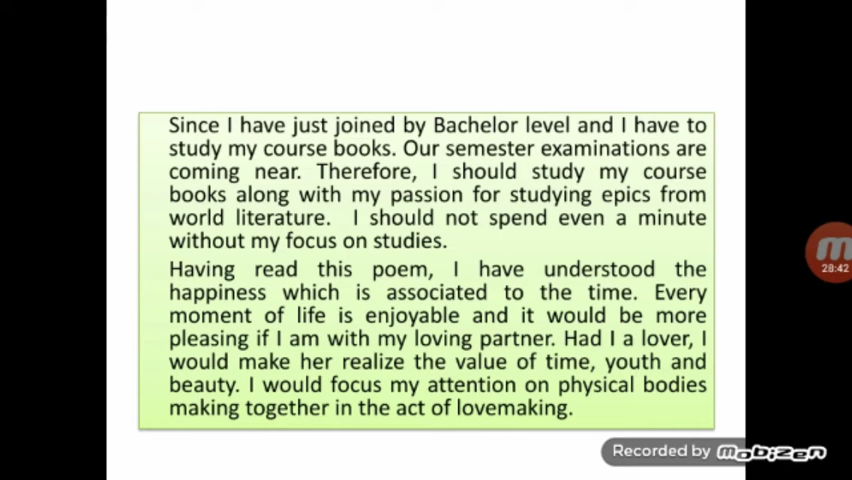 Since I have just joined by Bachelor level and I have to
study my course books. Our semester examinations are
coming near. Therefore, I should study my course
books along with my passion for studying epics from
world literature. I should not spend even a minute
without my focus on studies.
Having read this poem, I have understood the
happiness which is associated to the time. Every
moment of life is enjoyable and it would be more
pleasing if I am with my loving partner. Had I a lover, I
would make her realize the value of time, youth and
beauty. I would focus my attention on physical bodies
making together in the act of lovemaking.
28:42
Recorded by mobizen